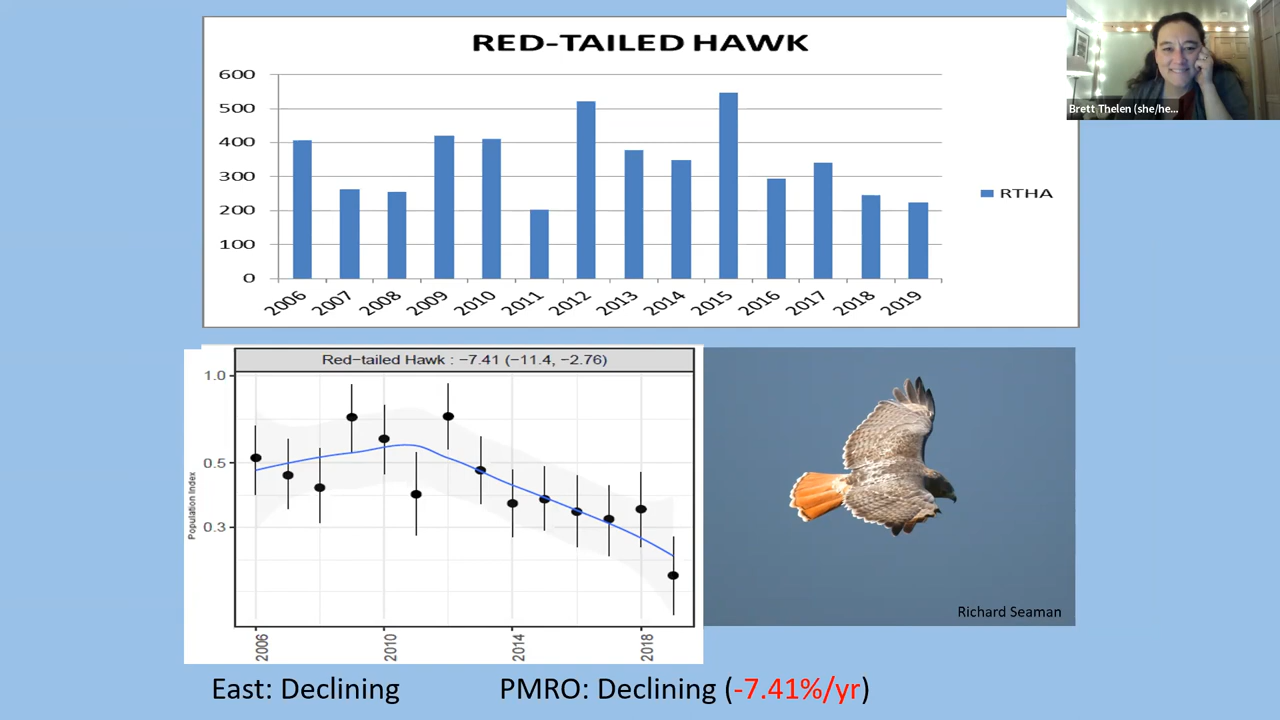 RED-TAILED HAWK
600
500
400
300
200
100
0
2006 2007 2008 2009 2010 2011 2012 2013 2014 2015 2016 2017 2018 2019
RTHA
Brett Thelen (she/he...
Red−tailed Hawk : −7.41 (−11.4, −2.76)
Population Index
1.0
0.5
0.3
2006 2010 2014 2018
Richard Seaman
East: Declining
PMRO: Declining (-7.41%/yr)